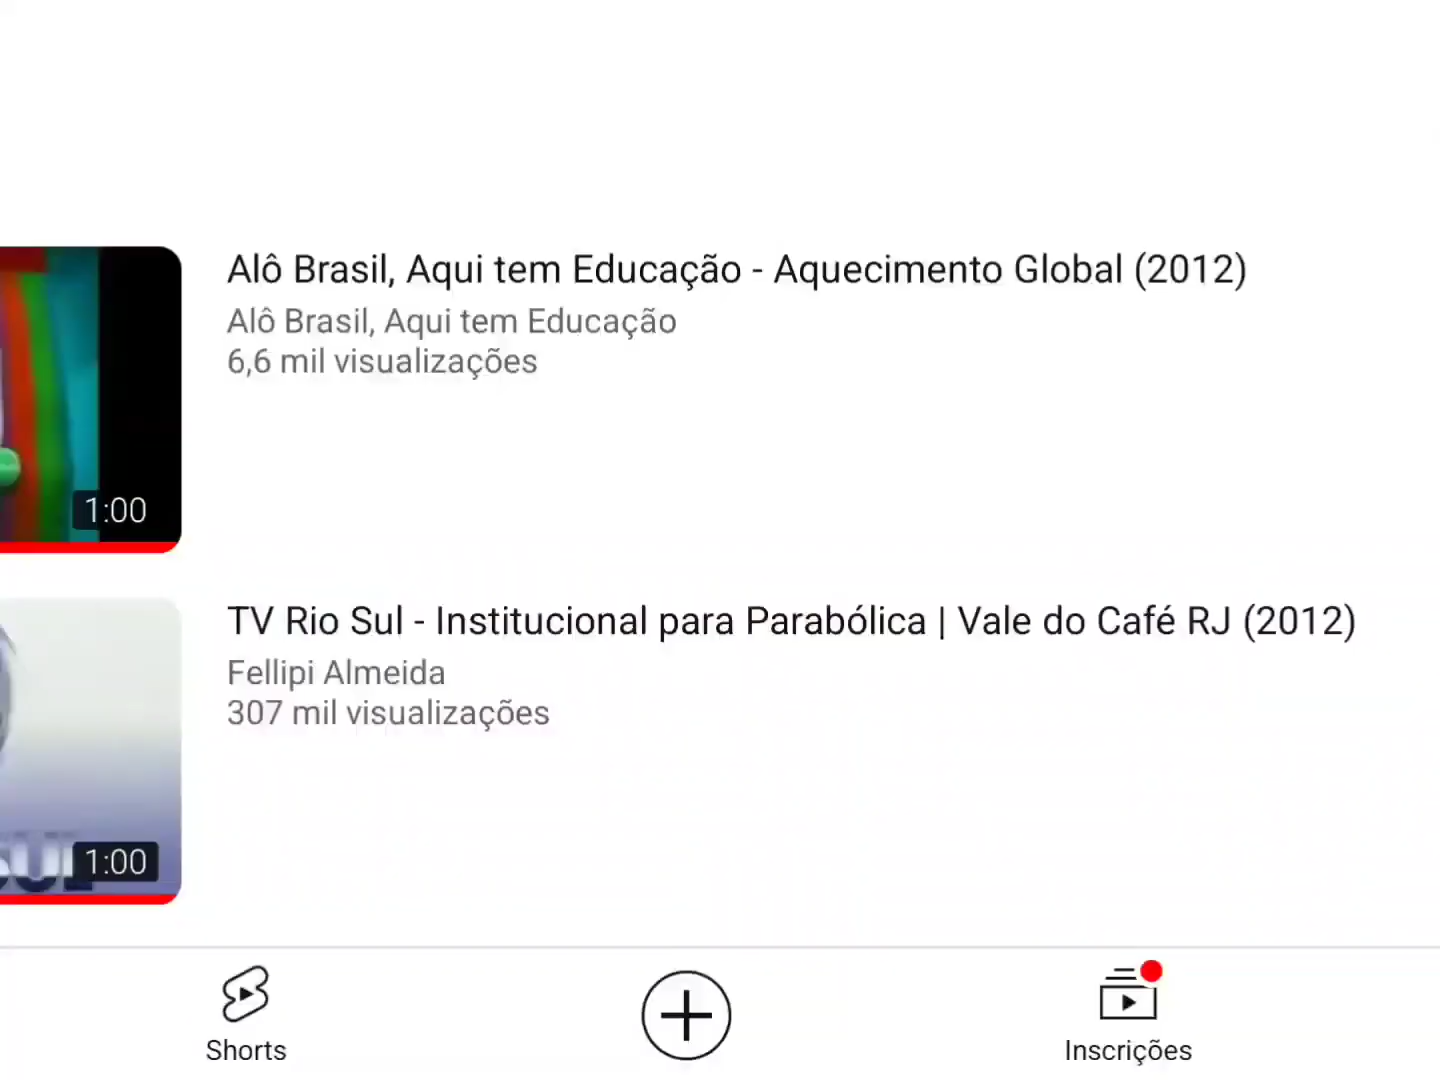 Alô Brasil, Aqui tem Educação - Aquecimento Global (2012)
Alô Brasil, Aqui tem Educação
6,6 mil visualizações
1:00
TV Rio Sul - Institucional para Parabólica | Vale do Café RJ (2012)
Fellipi Almeida
307 mil visualizações
SUL
1:00
Shorts
Inscrições